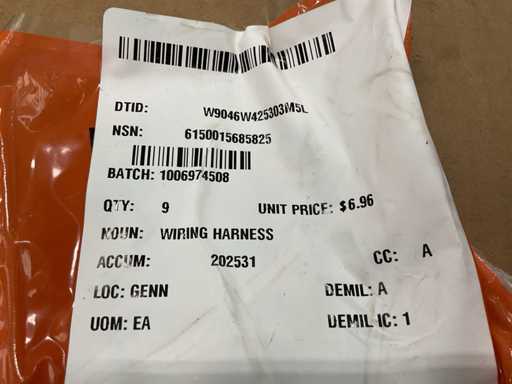 DTID: W9046W425303M5L
NSN: 6150015685825
BATCH: 1006974508
QTY: 9 UNIT PRICE: $6.96
NOUN: WIRING HARNESS
ACCUM: 202531 CC: A
LOC: GENN DEMIL: A
UOM: EA DEMIL IC: 1